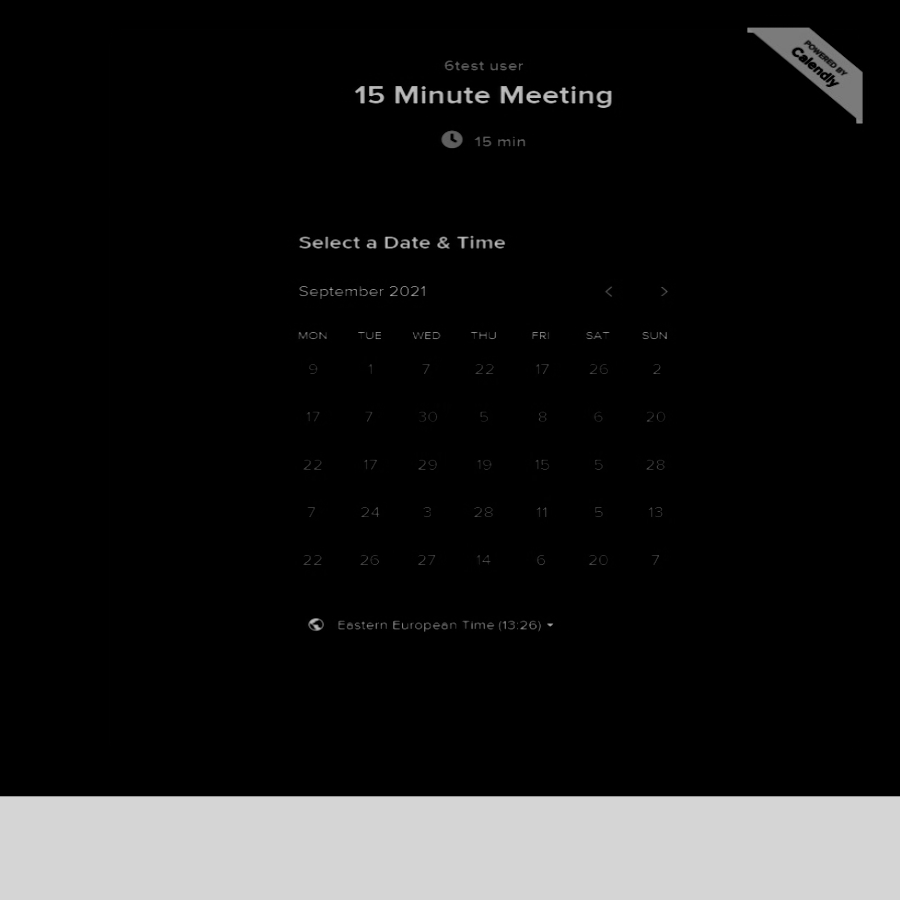 POWERED BY
Calendly
6test user
15 Minute Meeting
15 min
Select a Date & Time
September 2021
MON TUE WED THU FRI SAT SUN
9 1 7 22 17 26 2
17 7 30 5 8 6 20
22 17 29 19 15 5 28
7 24 3 28 11 5 13
22 26 27 14 6 20 7
Eastern European Time (13:26)